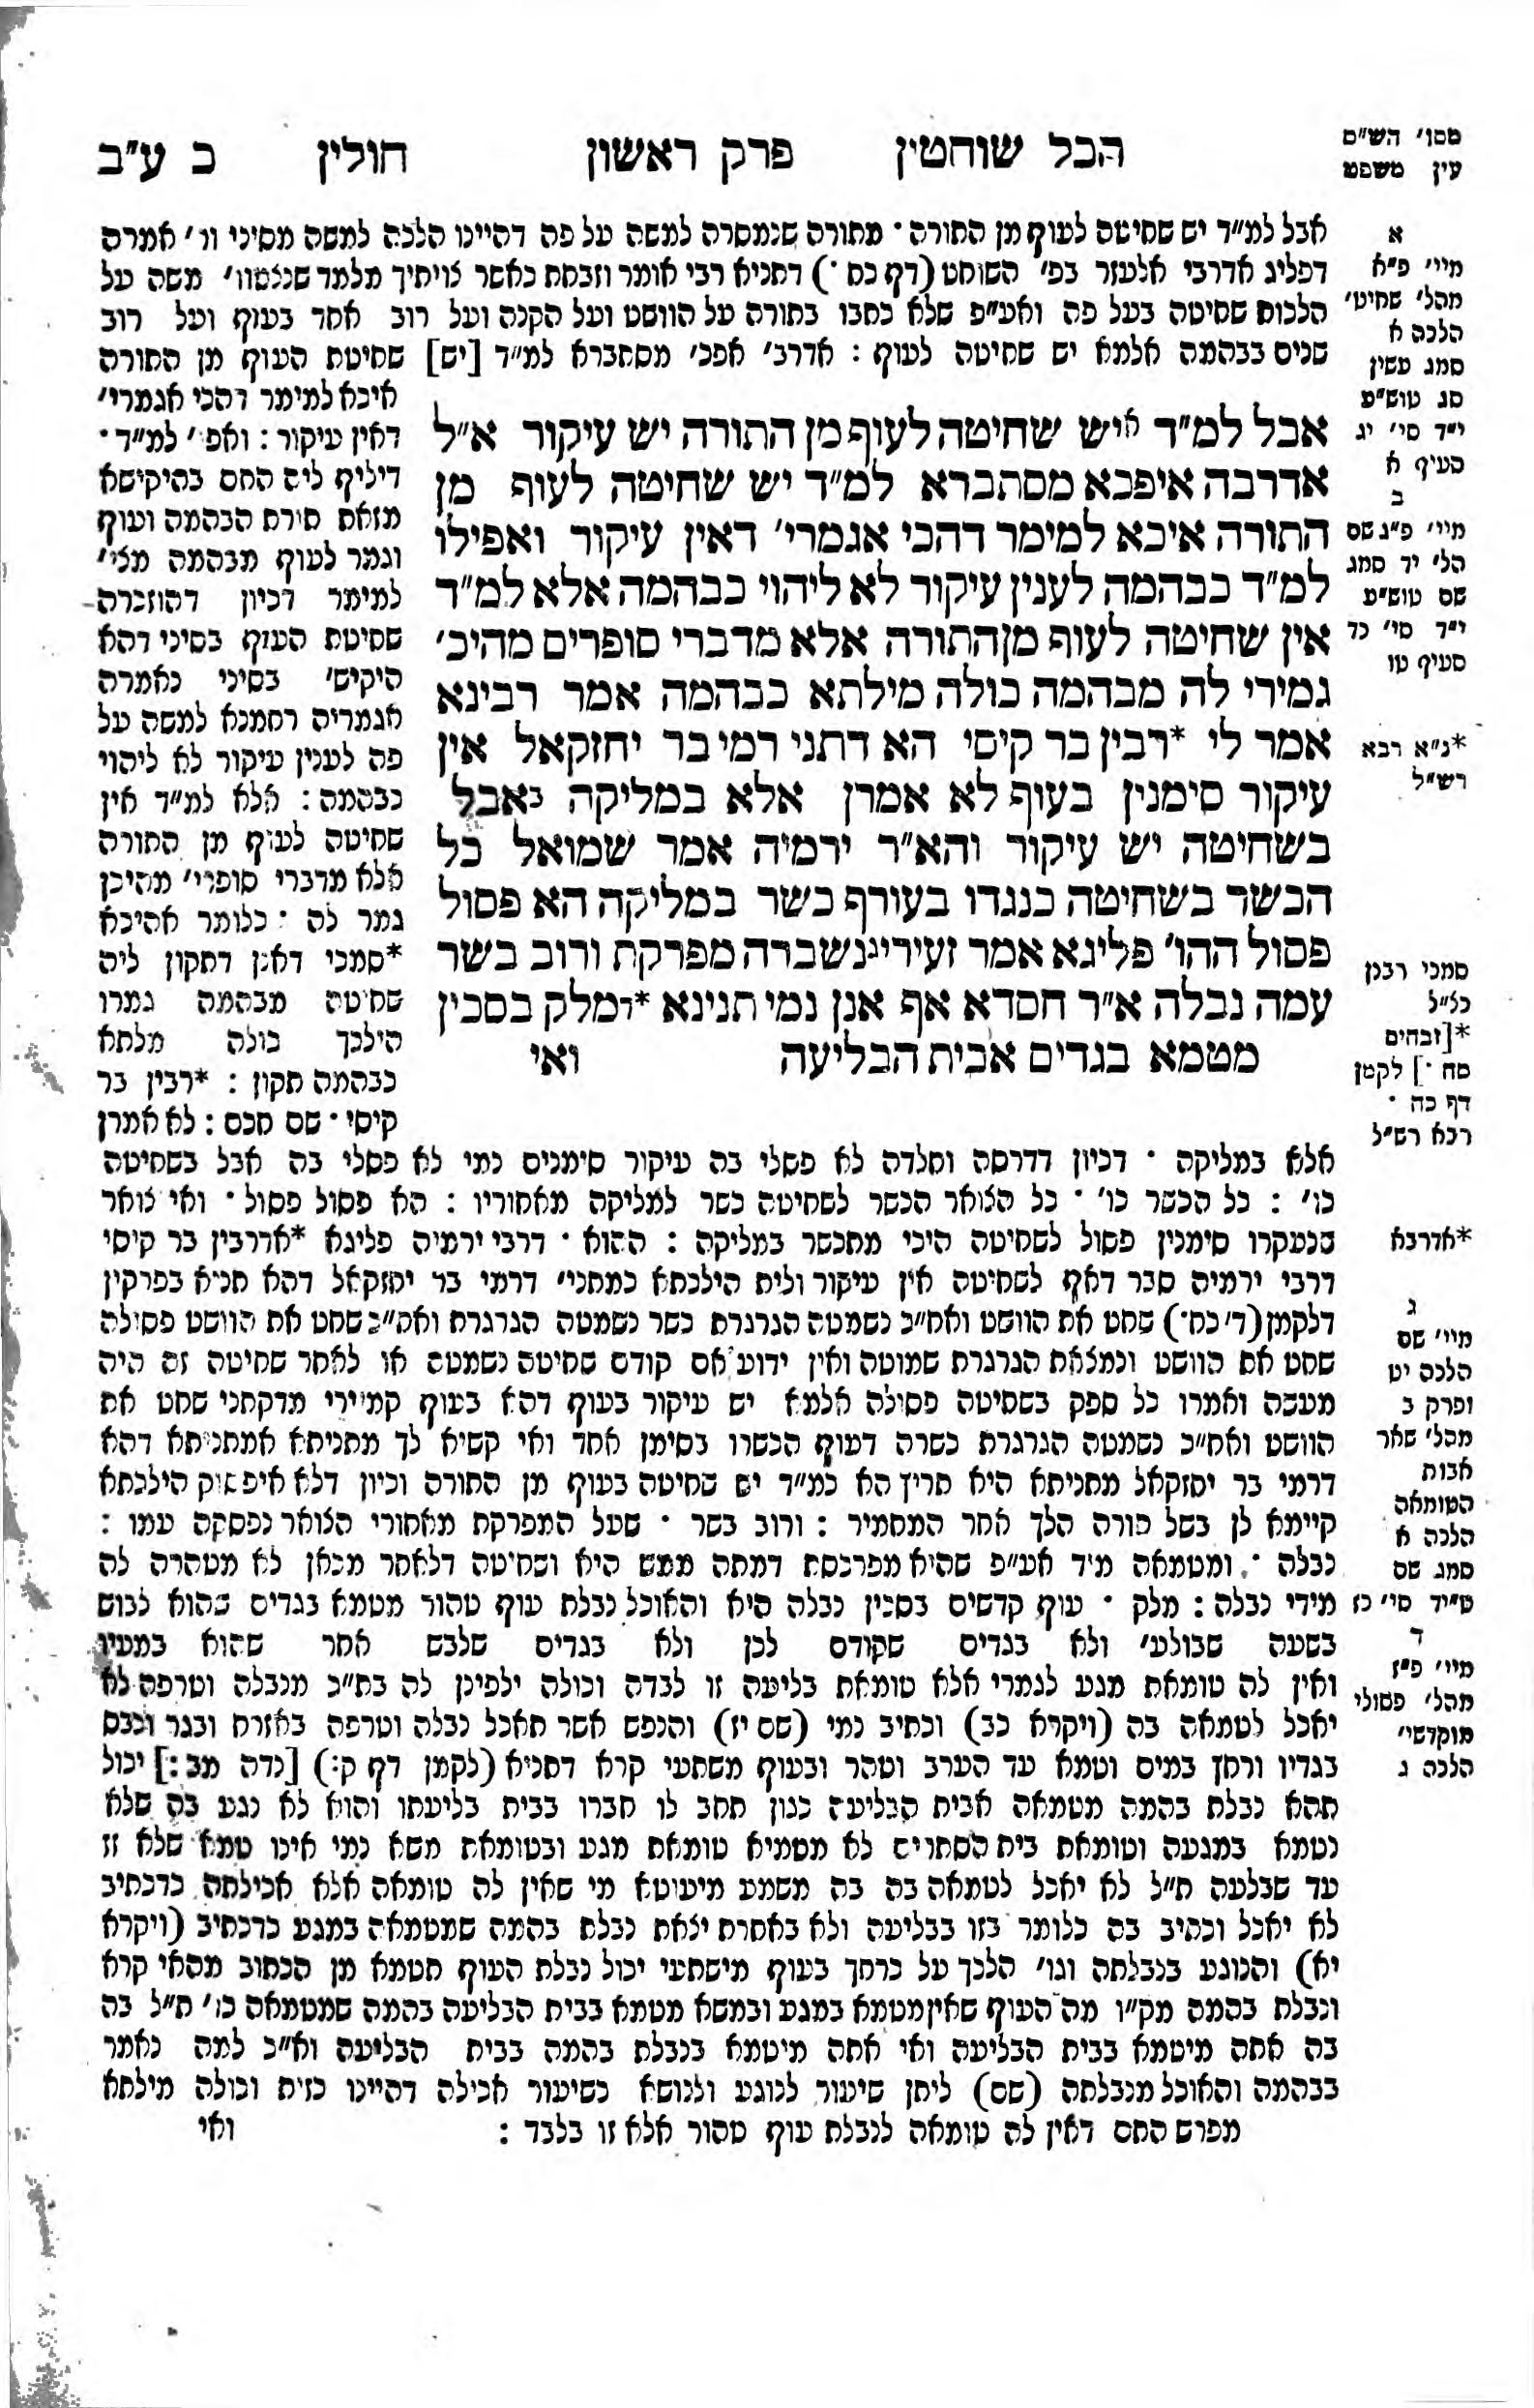 הכל שוחטין פרק ראשון חולין כ ע״ב
מסו׳ הש״ס
עין משפט
אבל למ״ד יש שחיטה לעוף מן התורה · מתורה שנמסרה למשה על פה דהיינו הלכה למשה מסיני ור׳ אמרה
דפליג אדרבי אלעזר בפ׳ השוחט (דף כח ·) דתניא רבי אומר וזבחת כאשר צויתיך מלמד שנצטוו׳ משה על
הלכות שחיטה בעל פה ואע״פ שלא כתבו בתורה על הוושט ועל הקנה ועל רוב אחד בעוף ועל רוב
שנים בבהמה אלמא יש שחיטה לעוף : אדרב׳ אפכ׳ מסתברא למ״ד [יש] שחיטת העוף מן התורה
איכא למימר דהכי אגמרי׳
דאין עיקור : ואפי׳ למ״ד ·
דיליף ליה התם בהיקישא
מזאת תורת הבהמה ועוף
וגמר לעוף מבהמה מצי׳
למימר דכיון דהוזכרה
שחיטת העוף בסיני דהא
היקיש׳ בסיני נאמרה
אגמריה רחמנא למשה על
פה לענין עיקור לא ליהוי
כבהמה : אלא למ״ד אין
שחיטה לעוף מן התורה
אלא מדברי סופרי׳ מהיכן
גמר לה · כלומר אהיכא
*סמכי דאנן דתקון ליה
שחיטה מבהמה גמרו
הילכך כולה מלתא
כבהמה תקון : *רבין בר
קיסי · שם חכם : לא אמרן
אבל למ״ד איש שחיטה לעוף מן התורה יש עיקור א״ל
אדרבה איפכא מסתברא למ״ד יש שחיטה לעוף מן
התורה איכא למימר דהכי אגמרי׳ דאין עיקור ואפילו
למ״ד כבהמה לענין עיקור לא ליהוי כבהמה אלא למ״ד
אין שחיטה לעוף מן התורה אלא מדברי סופרים מהיכ׳
גמירי לה מבהמה כולה מילתא כבהמה אמר רבינא
אמר לי *רבין בר קיסי הא דתני רמי בר יחזקאל אין
עיקור סימנין בעוף לא אמרן אלא במליקה באבל
בשחיטה יש עיקור והא״ר ירמיה אמר שמואל כל
הכשר בשחיטה כנגדו בעורף כשר במליקה הא פסול
פסול ההו׳ פליגא אמר זעירי גנשברה מפרקת ורוב בשר
עמה נבלה א״ר חסדא אף אנן נמי תנינא *דמלק בסכין
מטמא בגדים אבית הבליעה ואי
אלא במליקה · דכיון דדרסה וחלדה לא פסלי בה עיקור סימנים נמי לא פסלי בה אבל בשחיטה
כו׳ : כל הכשר כו׳ · כל הצואר הכשר לשחיטה כשר למליקה מאחוריו : הא פסול פסול · ואי צואר
שנעקרו סימנין פסול לשחיטה היכי מתכשר במליקה : ההוא · דרבי ירמיה פליגא *אדרבין בר קיסי
דרבי ירמיה סבר דאף לשחיטה אין עיקור ולית הילכתא כמתני׳ דרמי בר יחזקאל דהא תניא בפרקין
דלקמן (ד׳ כח·) שחט את הוושט ואח״כ נשמטה הגרגרת כשר נשמטה הגרגרת ואח״כ שחט את הוושט פסולה
שחט את הוושט ונמצאת הגרגרת שמוטה ואין ידוע אם קודם שחיטה נשמטה או לאחר שחיטה זה היה
מעשה ואמרו כל ספק בשחיטה פסולה אלמא יש עיקור בעוף דהא בעוף קמיירי מדקתני שחט את
הוושט ואח״כ נשמטה הגרגרת כשרה דעוף הכשרו בסימן אחד ואי קשיא לך מתניתא אמתניתא דהא
דרמי בר יחזקאל מתניתא היא תריץ הא כמ״ד יש שחיטה בעוף מן התורה וכיון דלא איפסוק הילכתא
קיימא לן בשל תורה הלך אחר המחמיר : ורוב בשר · שעל המפרקת מאחורי הצואר נפסקה עמו :
נבלה · ומטמאה מיד אע״פ שהיא מפרכסת דמתה ממש היא ושחיטה דלאחר מכאן לא מטהרה לה
מידי נבלה : מלק · עוף קדשים בסכין נבלה היא והאוכל נבלת עוף טהור מטמא בגדים שהוא לבוש
בשעה שבולע׳ ולא בגדים שקודם לכן ולא בגדים שלבש אחר שהוא במעיו
ואין לה טומאת מגע לגמרי אלא טומאת בליעה זו לבדה וכולה ילפינן לה בת״כ מנבלה וטרפה לא
יאכל לטמאה בה (ויקרא כב) וכתיב נמי (שם יז) והנפש אשר תאכל נבלה וטרפה באזרח ובגר וכבס
בגדיו ורחץ במים וטמא עד הערב וטהר ובעוף משתעי קרא דתניא (לקמן דף ק:) [נדה מב:] יכול
תהא נבלת בהמה מטמאה אבית הבליעה כגון תחב לו חברו בבית בליעתו והוא לא נגע בה שלא
נטמא במגעה וטומאת בית הסתרים לא מטמיא טומאת מגע ובטומאת משא נמי אינו טמא שלא זז
עד שבלעה ת״ל לא יאכל לטמאה בה בה משמע מיעוטא מי שאין לה טומאה אלא אכילתה כדכתיב
לא יאכל וכתיב בה כלומר בזו בבליעה ולא באחרת יצאת נבלת בהמה שמטמאה במגע כדכתיב (ויקרא
יא) והנוגע בנבלתה וגו׳ הלכך על כרחך בעוף מישתעי יכול נבלת העוף תטמא מן הכתוב מהאי קרא
ונבלת בהמה מק״ו מה העוף שאין מטמא במגע ובמשא מטמא בבית הבליעה בהמה שמטמאה כו׳ ת״ל בה
בה אתה מיטמא בבית הבליעה ואי אתה מיטמא בנבלת בהמה בבית הבליעה וא״כ למה נאמר
בבהמה והאוכל מנבלתה (שם) ליתן שיעור לנוגע ולנושא כשיעור אכילה דהיינו כזית וכולה מילתא
מפרש התם דאין לה טומאה לנבלת עוף טהור אלא זו בלבד : ואי
א
מיי׳ פ״א
מהל׳ שחיט׳
הלכה א
סמג עשין
סג טוש״ע
י״ד סי׳ יג
סעיף א
ב
מיי׳ פ״ג שם
הל׳ יד סמג
שם טוש״ע
י״ד סי׳ כד
סעיף טו
*נ״א רבא
רש״ל
סמכי רבנן
כצ״ל
*[זבחים
סח ·] לקמן
דף כח ·
רבא רש״ל
*אדרבא
ג
מיי׳ שם
הלכה יט
ופרק ב
מהל׳ שאר
אבות
הטומאה
הלכה א
סמג שם
ט״יד סי׳ כז
ד
מיי׳ פ״ז
מהל׳ פסולי
מוקדשי׳
הלכה ג